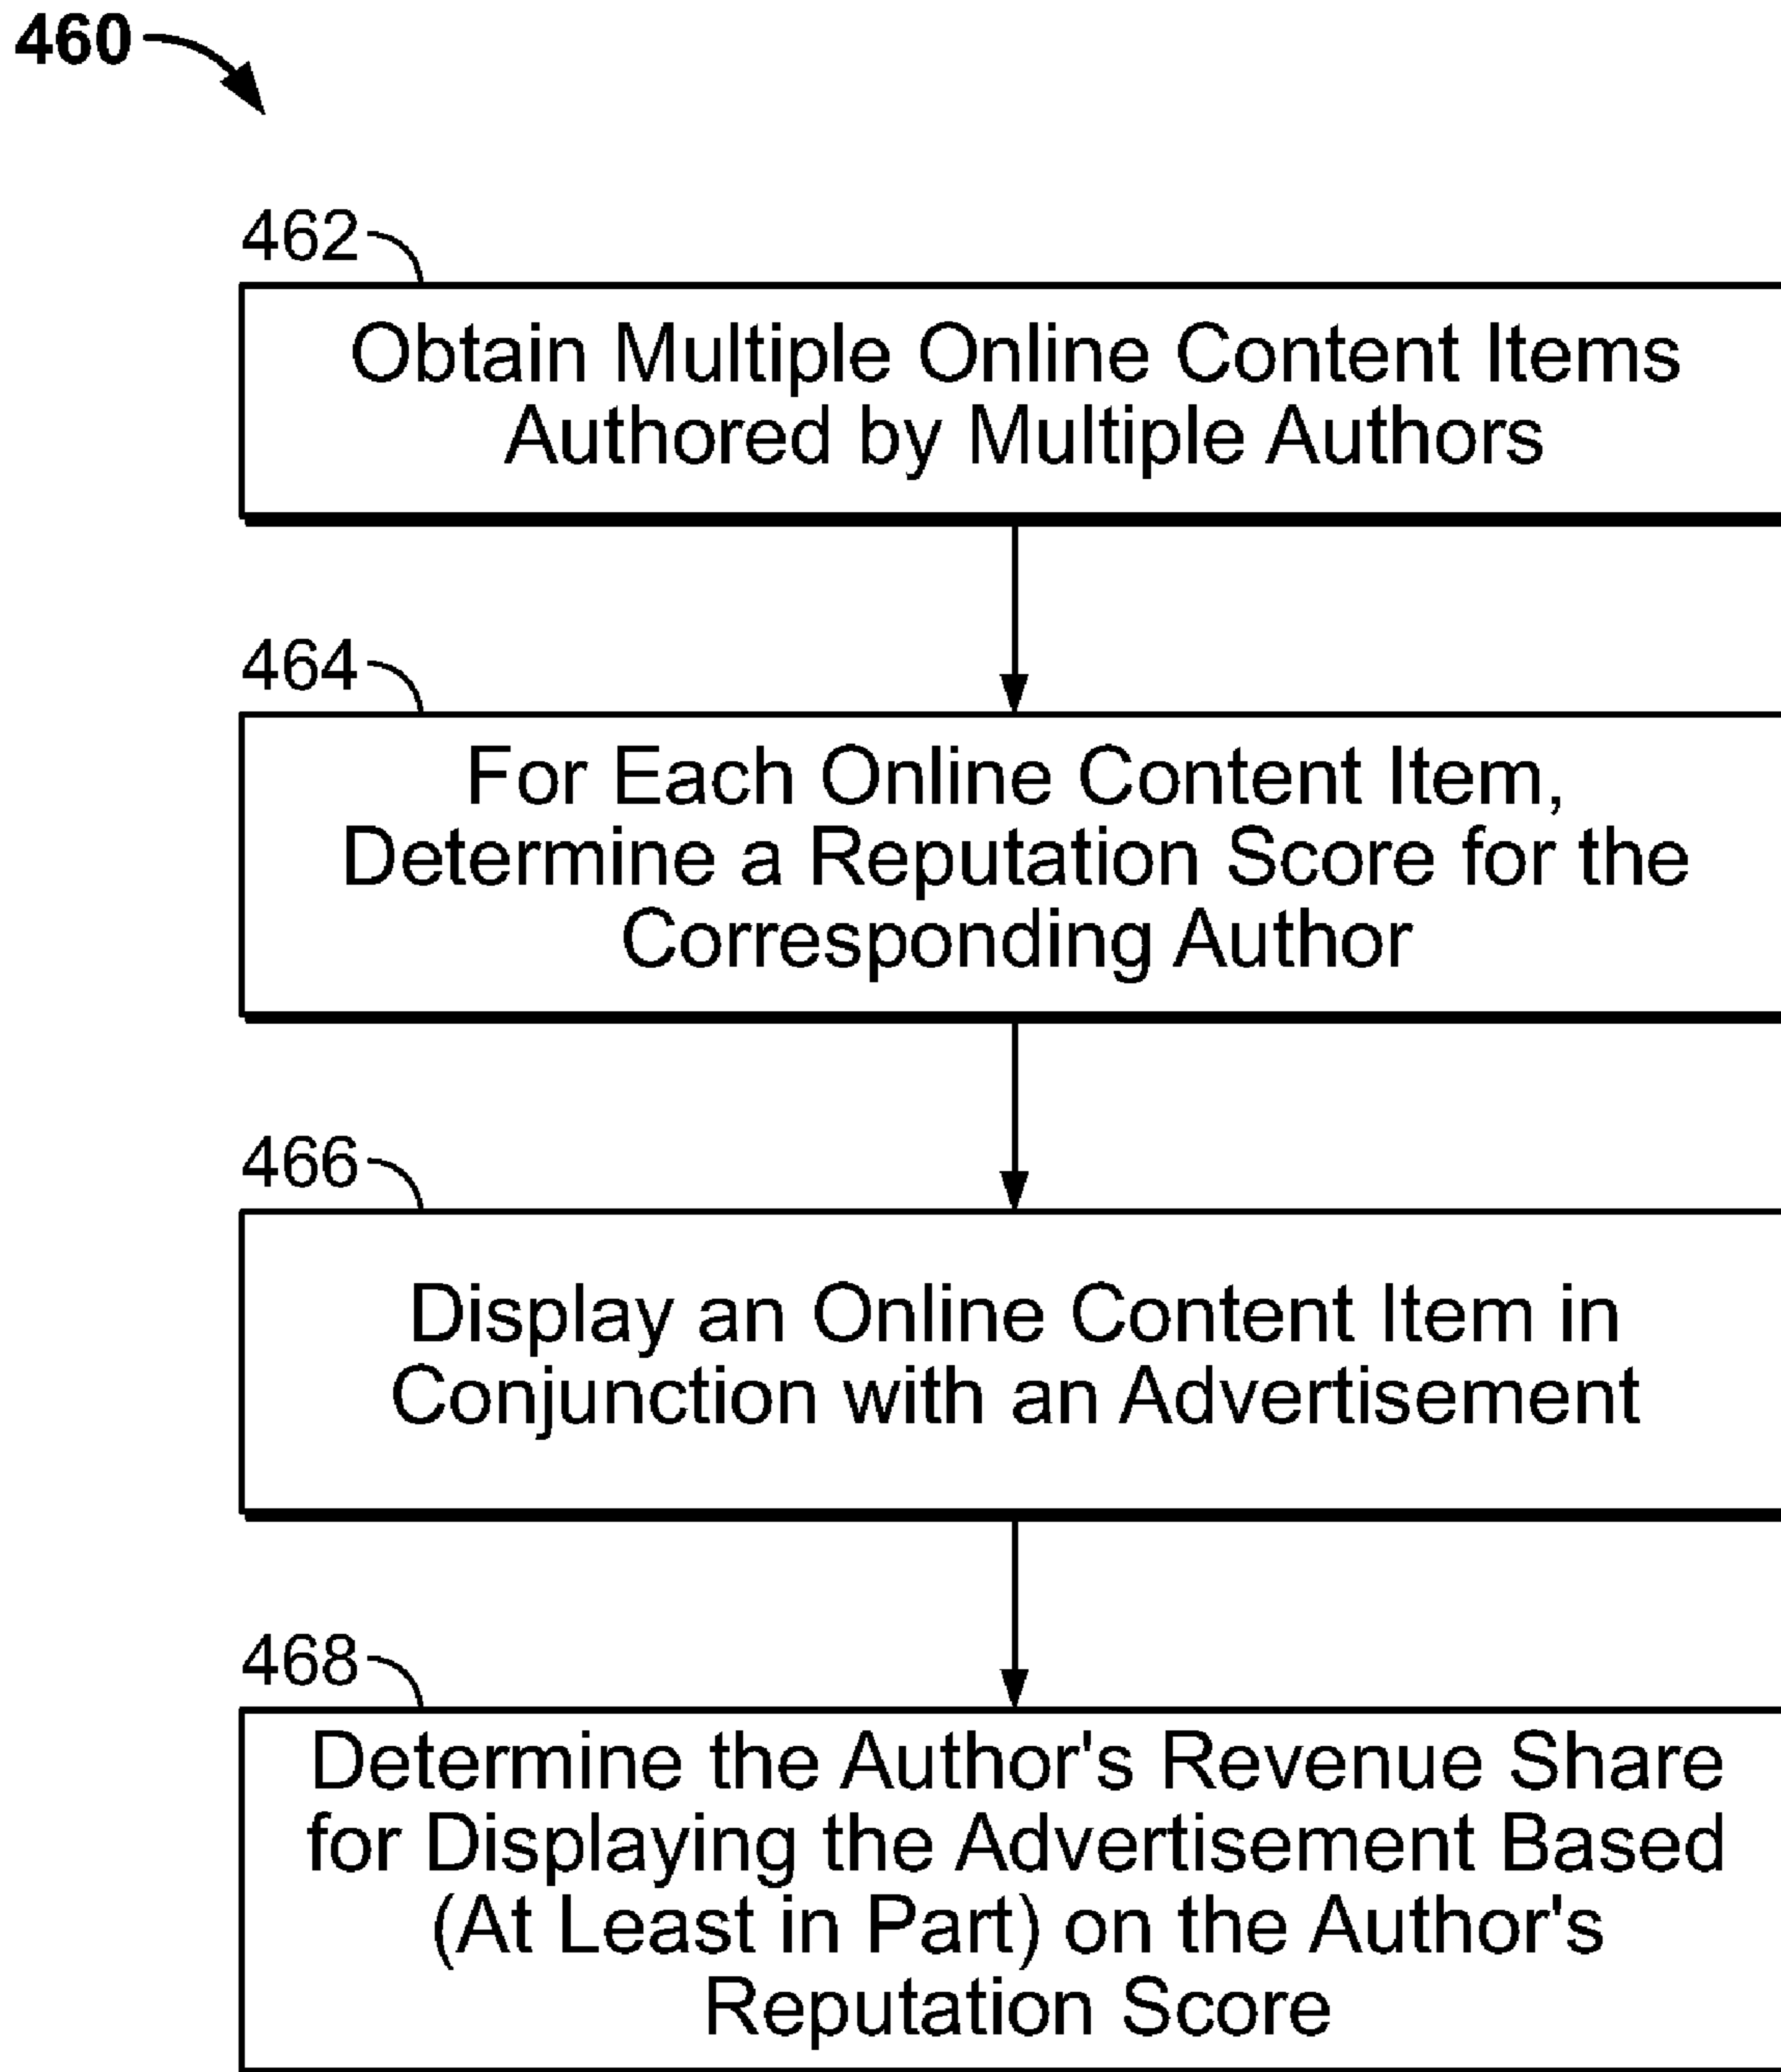 460
462
Obtain Multiple Online Content Items
Authored by Multiple Authors
464
For Each Online Content Item,
Determine a Reputation Score for the
Corresponding Author
466
Display an Online Content Item in
Conjunction with an Advertisement
468
Determine the Author's Revenue Share
for Displaying the Advertisement Based
(At Least in Part) on the Author's
Reputation Score